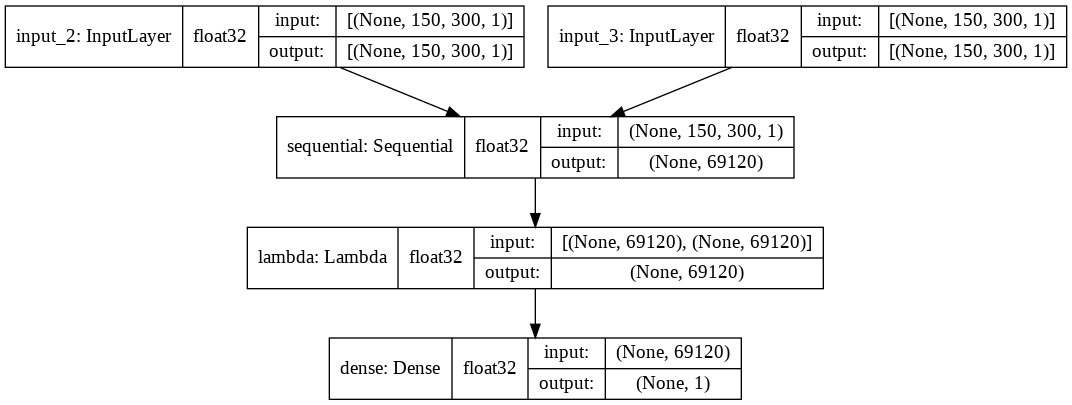 input_2: InputLayer float32 input: [(None, 150, 300, 1)]
output: [(None, 150, 300, 1)]
input_3: InputLayer float32 input: [(None, 150, 300, 1)]
output: [(None, 150, 300, 1)]
sequential: Sequential float32 input: (None, 150, 300, 1)
output: (None, 69120)
lambda: Lambda float32 input: [(None, 69120), (None, 69120)]
output: (None, 69120)
dense: Dense float32 input: (None, 69120)
output: (None, 1)